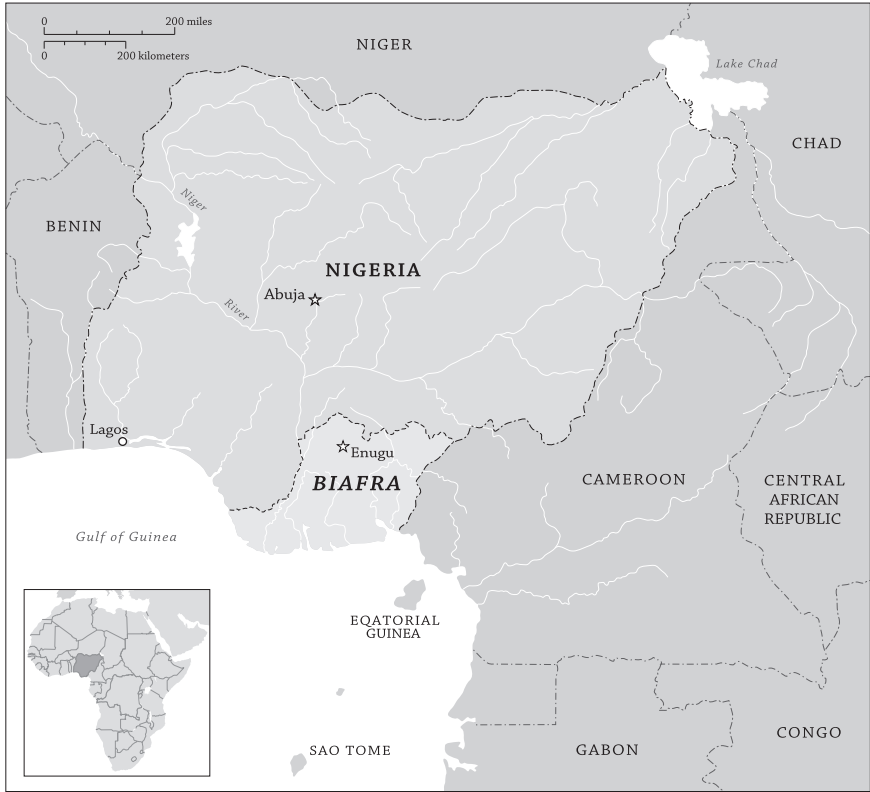 0 200 miles
0 200 kilometers
NIGER
Lake Chad
CHAD
BENIN
Niger
River
NIGERIA
Abuja
Lagos
Enugu
BIAFRA
CAMEROON
CENTRAL
AFRICAN
REPUBLIC
Gulf of Guinea
EQATORIAL
GUINEA
SAO TOME
GABON
CONGO